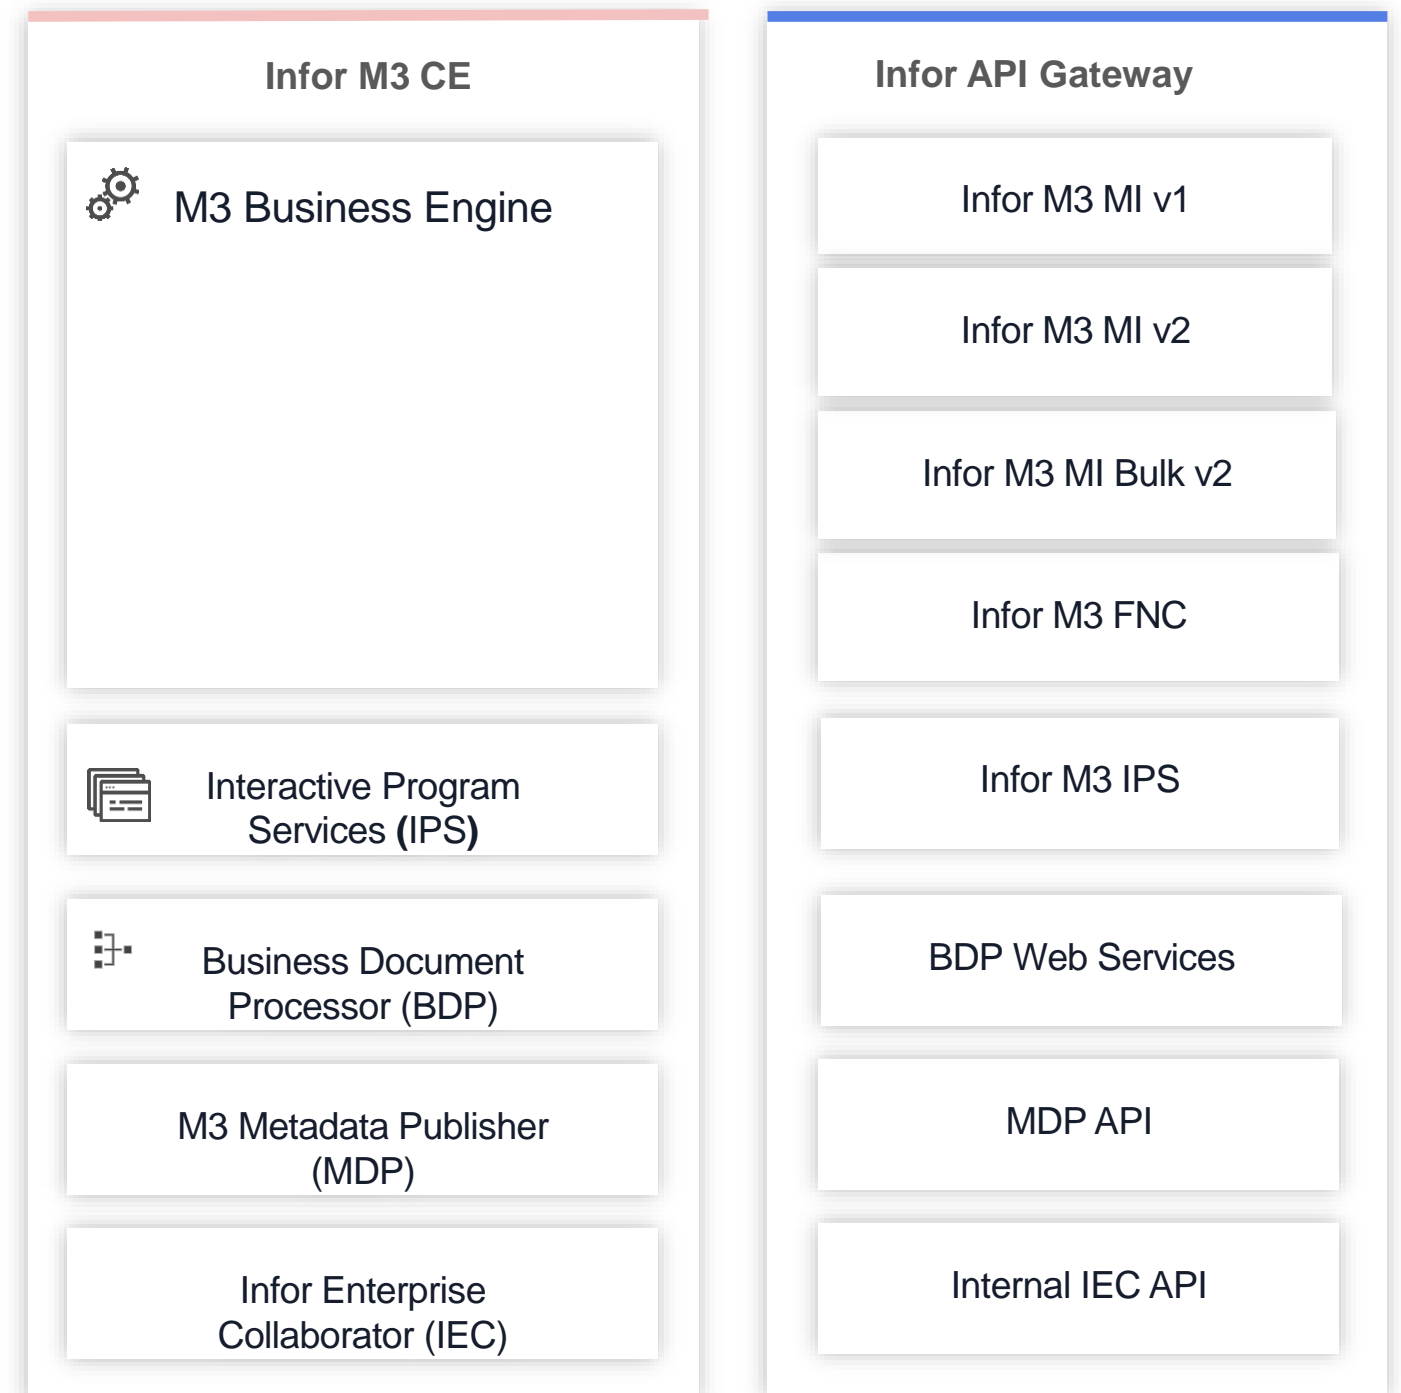 Infor M3 CE
M3 Business Engine
Interactive Program
Services (IPS)
Business Document
Processor (BDP)
M3 Metadata Publisher
(MDP)
Infor Enterprise
Collaborator (IEC)
Infor API Gateway
Infor M3 MI v1
Infor M3 MI v2
Infor M3 MI Bulk v2
Infor M3 FNC
Infor M3 IPS
BDP Web Services
MDP API
Internal IEC API